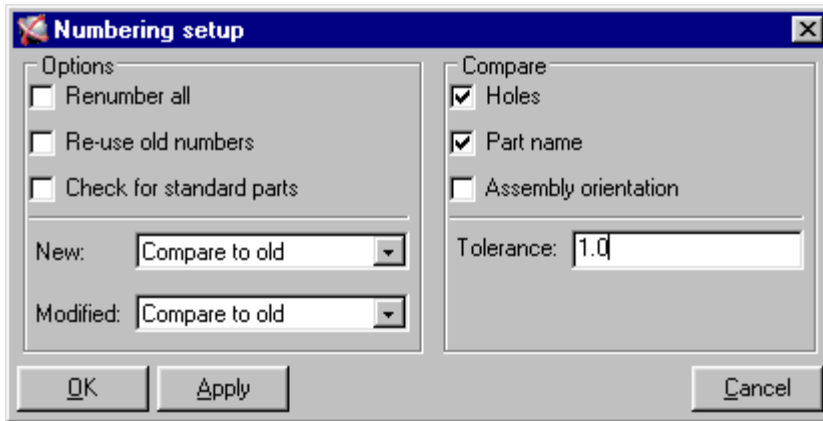 Numbering setup
Options
Renumber all
Re-use old numbers
Check for standard parts
New: Compare to old
Modified: Compare to old
Compare
Holes
Part name
Assembly orientation
Tolerance: 1.0
OK Apply Cancel